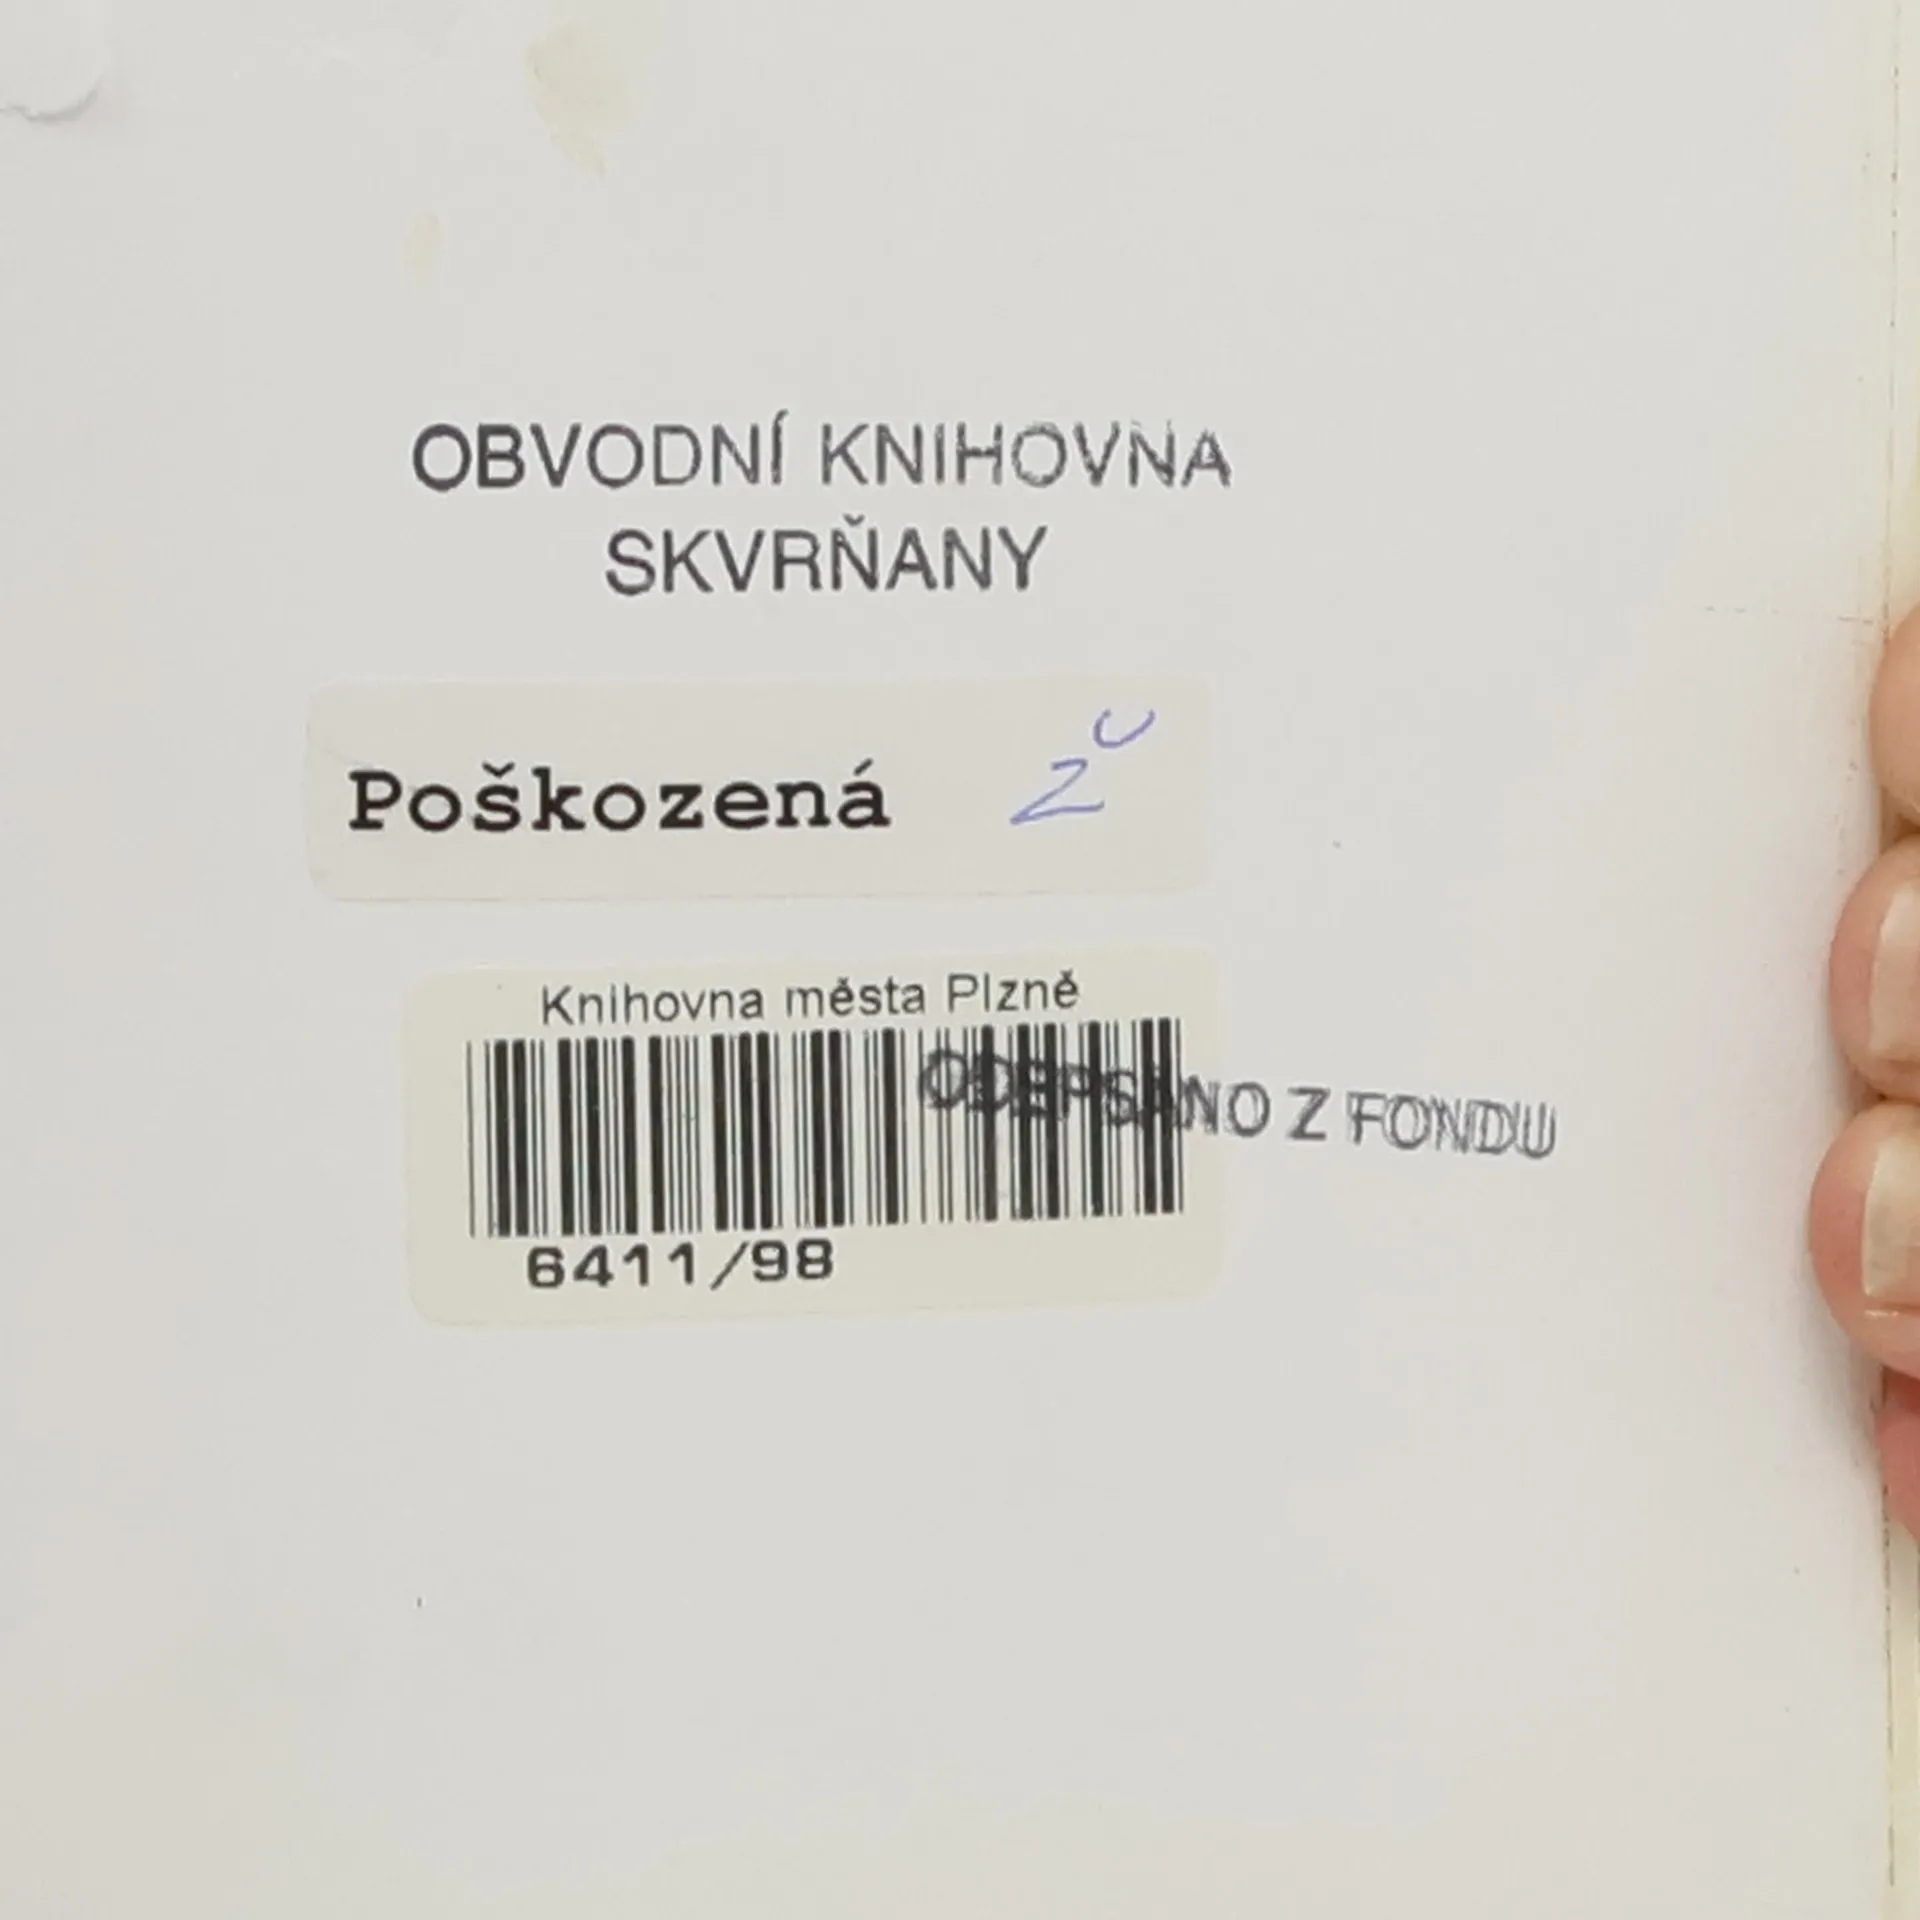 OBVODNÍ KNIHOVNA
SKVRŇANY
Poškozená
Knihovna města Plzně
ODEPSÁNO Z FONDU
6411/98